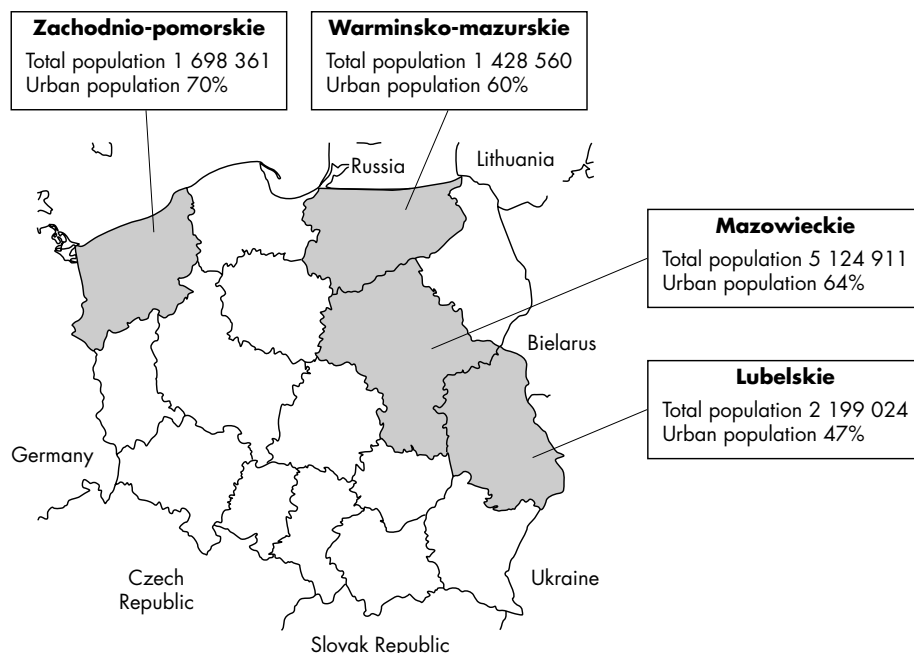 Zachodnio-pomorskie
Total population 1 698 361
Urban population 70%
Warminsko-mazurskie
Total population 1 428 560
Urban population 60%
Russia
Lithuania
Mazowieckie
Total population 5 124 911
Urban population 64%
Bielarus
Lubelskie
Total population 2 199 024
Urban population 47%
Germany
Czech
Republic
Ukraine
Slovak Republic